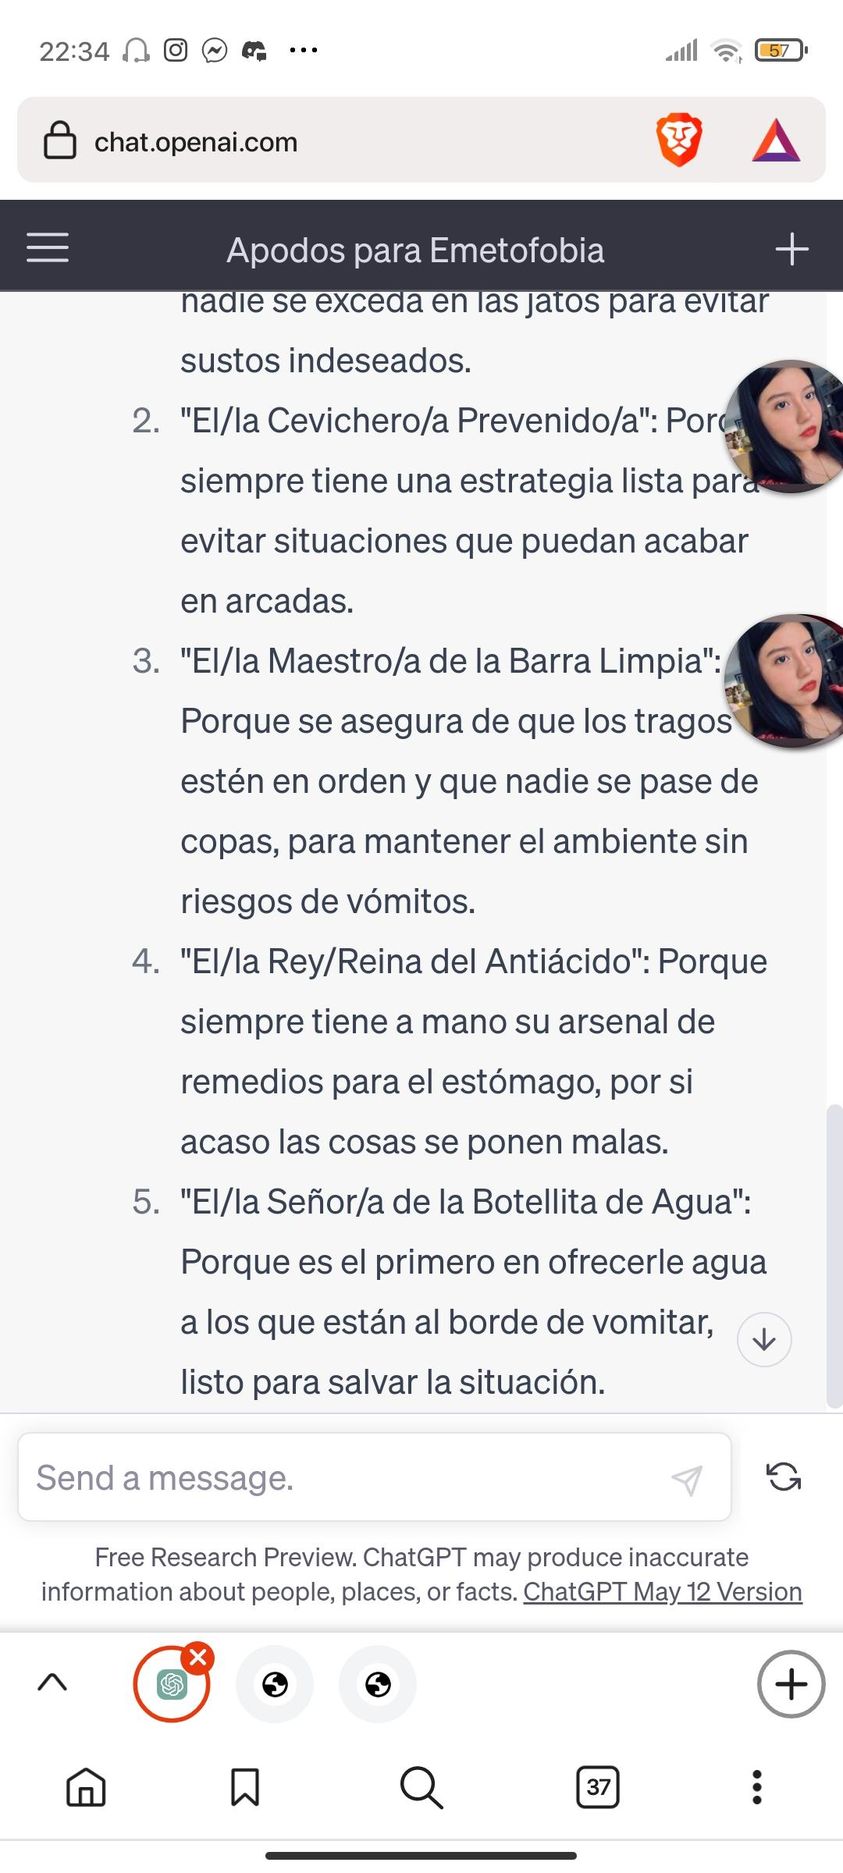 22:34
57
chat.openai.com
Apodos para Emetofobia
nadie se exceda en las jatos para evitar
sustos indeseados.
2. "El/la Cevichero/a Prevenido/a":
siempre tiene una estrategia lista para
evitar situaciones que puedan acabar
en arcadas.
3. "El/la Maestro/a de la Barra Limpia":
Porque se asegura de que los tragos
estén en orden y que nadie se pase de
copas, para mantener el ambiente sin
riesgos de vómitos.
4. "El/la Rey/Reina del Antiácido": Porque
siempre tiene a mano su arsenal de
remedios para el estómago, por si
acaso las cosas se ponen malas.
5. "El/la Señor/a de la Botellita de Agua":
Porque es el primero en ofrecerle agua
a los que están al borde de vomitar,
listo para salvar la situación.
Send a message.
Free Research Preview. ChatGPT may produce inaccurate
information about people, places, or facts. ChatGPT May 12 Version
37